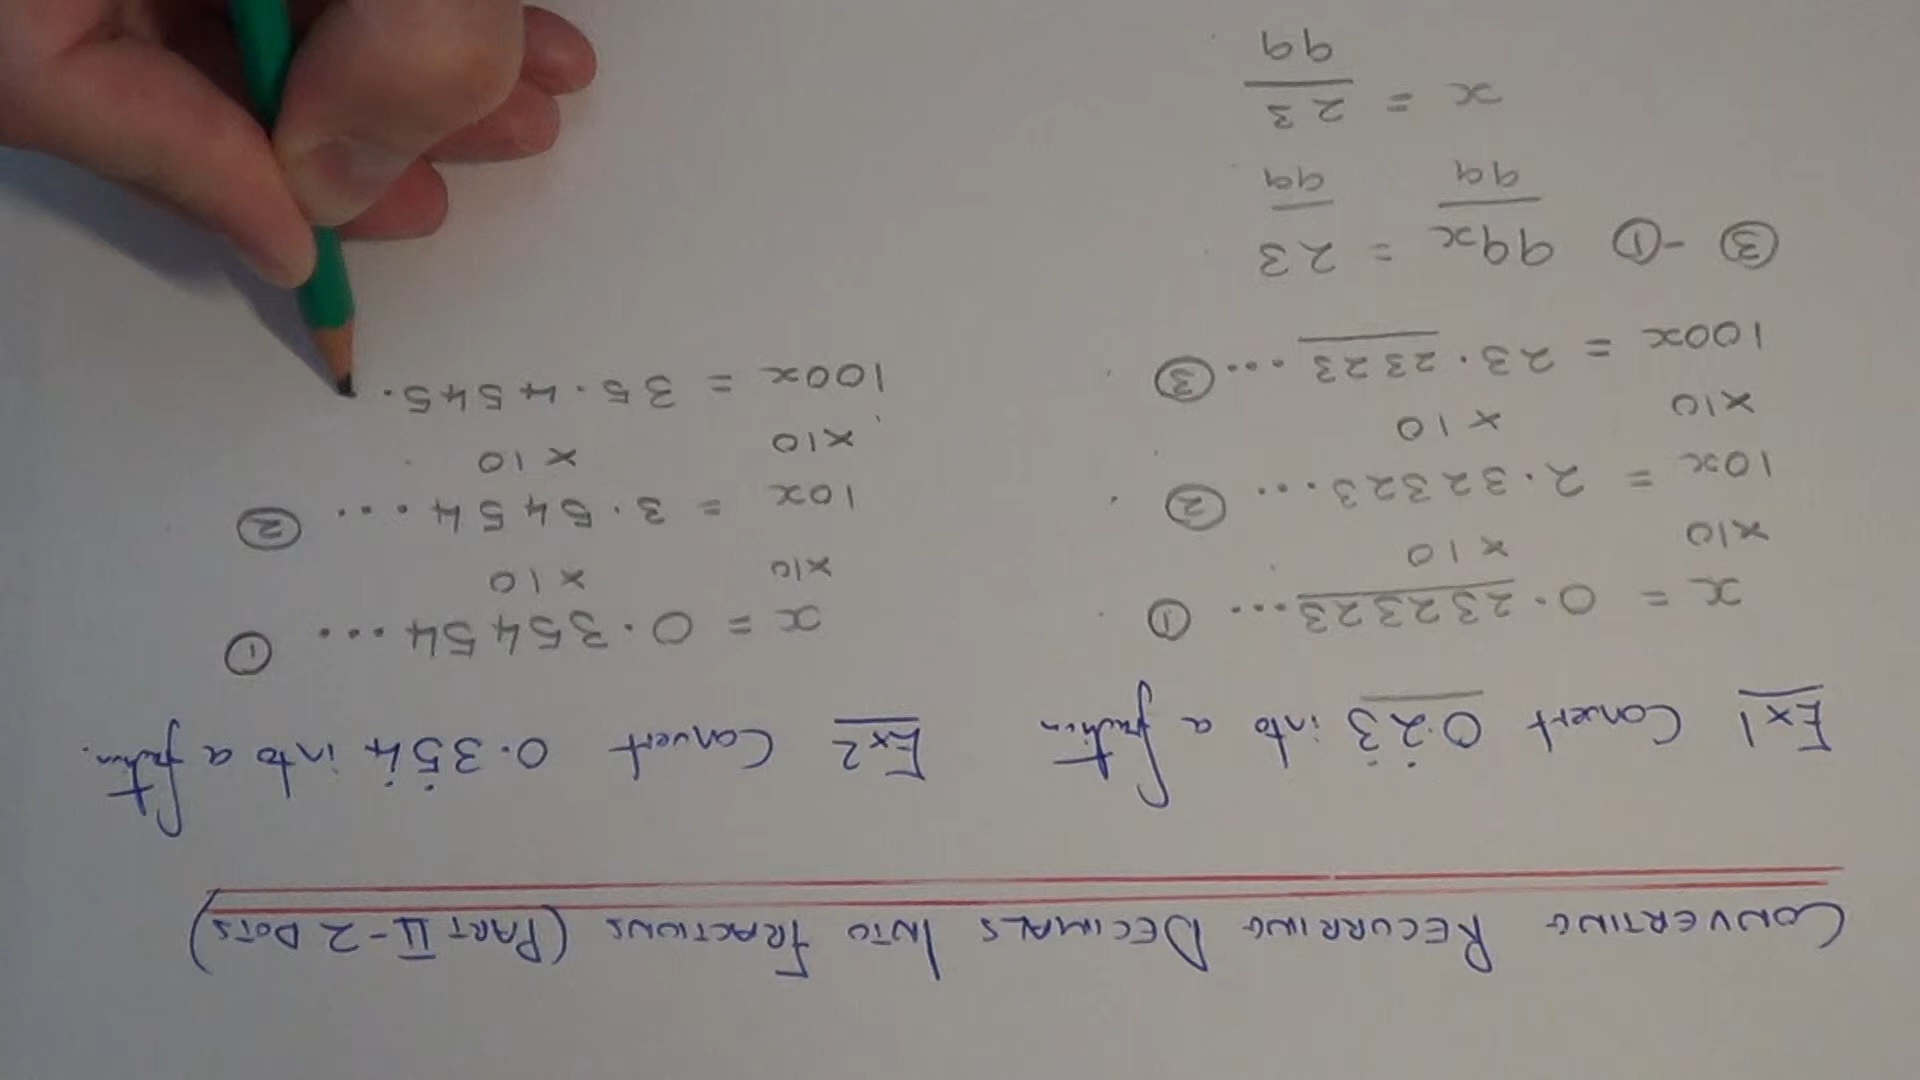 CONVERTING RECURRING DECIMALS INTO FRACTIONS (PART II - 2 DOTS)
Ex1 Convert 0.2̇3̇ into a fraction
x = 0.232323... ①
×10 ×10
10x = 2.32323... ②
×10 ×10
100x = 23.2323... ③
③ - ① 99x = 23
99 99
x = 23
99
Ex2 Convert 0.35̇4̇ into a fraction.
x = 0.35454... ①
×10 ×10
10x = 3.5454... ②
×10 ×10
100x = 35.4545.